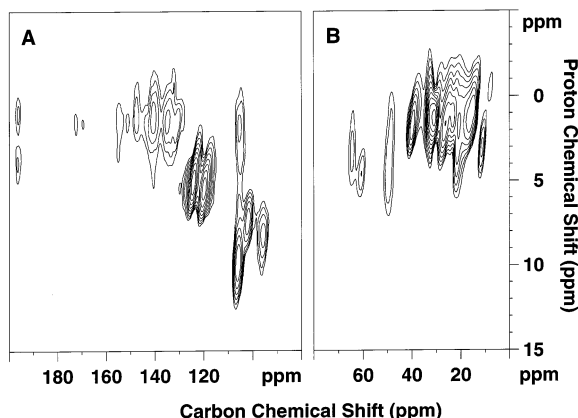 A
B
ppm
0
5
10
15
Proton Chemical Shift (ppm)
180 160 140 120 ppm
60 40 20 ppm
Carbon Chemical Shift (ppm)